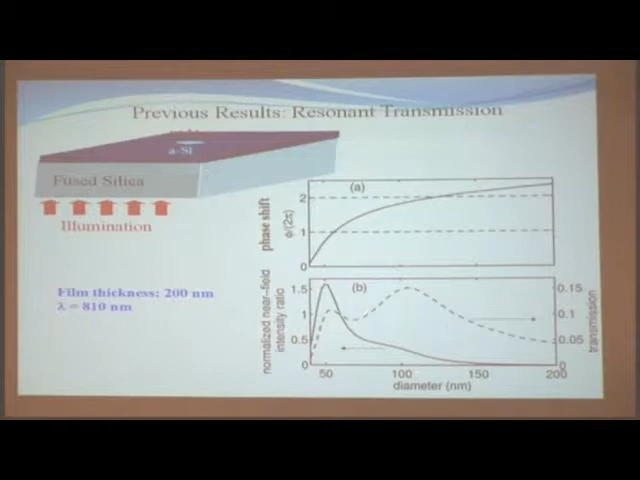 Previous Results: Resonant Transmission
a-Si
Fused Silica
Illumination
Film thickness: 200 nm
λ = 810 nm
(a)
phase shift
ϕ/(2π)
2
1
0
(b)
normalized near-field
intensity ratio
1.5
1
0.5
0
0.15
0.1
0.05
0
transmission
50
100
150
200
diameter (nm)